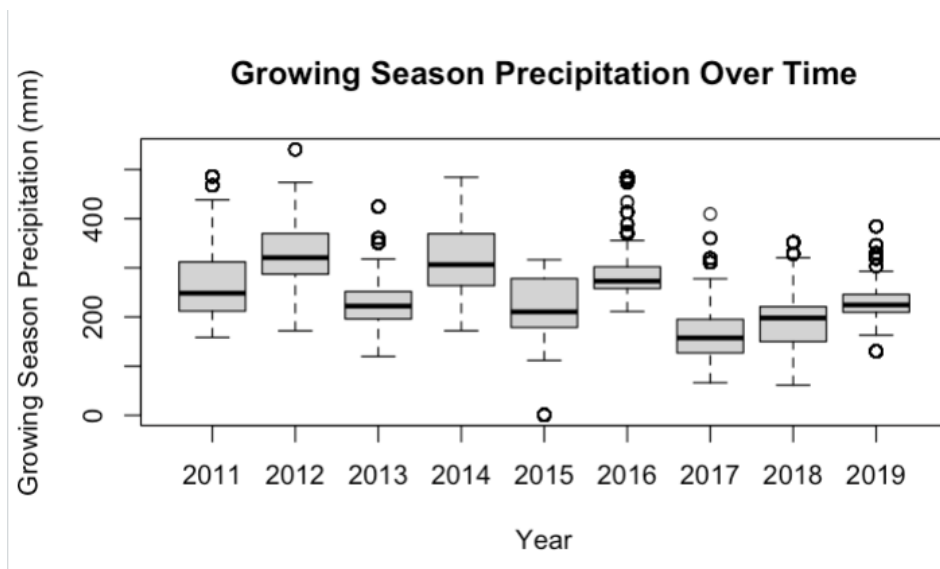 Growing Season Precipitation Over Time
Growing Season Precipitation (mm)
400
200
0
2011 2012 2013 2014 2015 2016 2017 2018 2019
Year